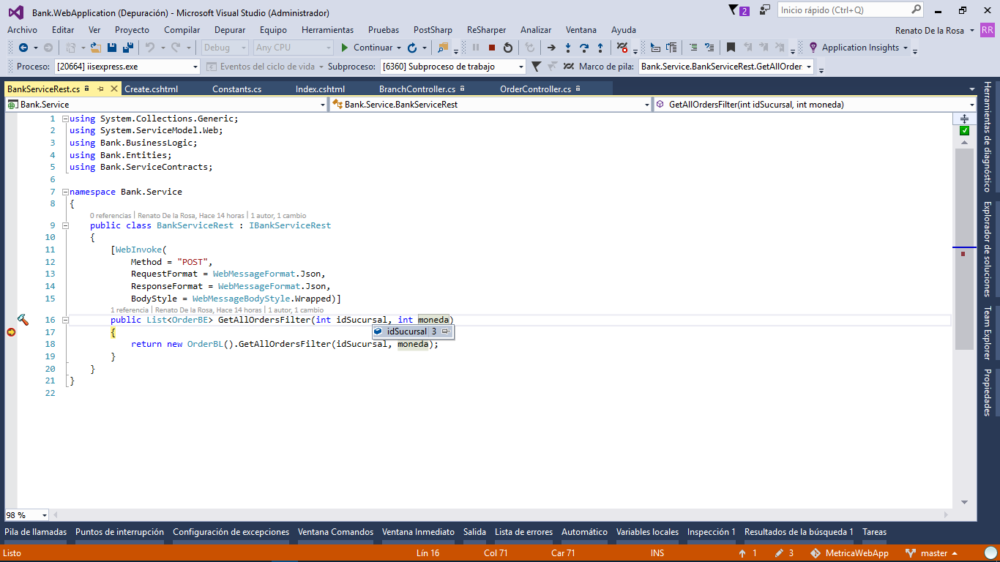 Bank.WebApplication (Depuración) - Microsoft Visual Studio (Administrador)
2
Inicio rápido (Ctrl+Q)
Archivo Editar Ver Proyecto Compilar Depurar Equipo Herramientas Pruebas PostSharp ReSharper Analizar Ventana Ayuda
Renato De la Rosa RR
Debug Any CPU Continuar Application Insights
Proceso: [20664] iisexpress.exe Eventos del ciclo de vida Subproceso: [6360] Subproceso de trabajo Marco de pila: Bank.Service.BankServiceRest.GetAllOrder
BankServiceRest.cs Create.cshtml Constants.cs Index.cshtml BranchController.cs OrderController.cs
Bank.Service Bank.Service.BankServiceRest GetAllOrdersFilter(int idSucursal, int moneda)
1 using System.Collections.Generic;
2 using System.ServiceModel.Web;
3 using Bank.BusinessLogic;
4 using Bank.Entities;
5 using Bank.ServiceContracts;
6
7 namespace Bank.Service
8 {
0 referencias | Renato De la Rosa, Hace 14 horas | 1 autor, 1 cambio
9 public class BankServiceRest : IBankServiceRest
10 {
11 [WebInvoke(
12 Method = "POST",
13 RequestFormat = WebMessageFormat.Json,
14 ResponseFormat = WebMessageFormat.Json,
15 BodyStyle = WebMessageBodyStyle.Wrapped)]
1 referencia | Renato De la Rosa, Hace 14 horas | 1 autor, 1 cambio
16 public List<OrderBE> GetAllOrdersFilter(int idSucursal, int moneda)
17 {
idSucursal 3
18 return new OrderBL().GetAllOrdersFilter(idSucursal, moneda);
19 }
20 }
21 }
22
Herramientas de diagnóstico
Explorador de soluciones
Team Explorer
Propiedades
98 %
Pila de llamadas Puntos de interrupción Configuración de excepciones Ventana Comandos Ventana Inmediato Salida Lista de errores Automático Variables locales Inspección 1 Resultados de la búsqueda 1 Tareas
Listo Lín 16 Col 71 Car 71 INS 1 3 MetricaWebApp master